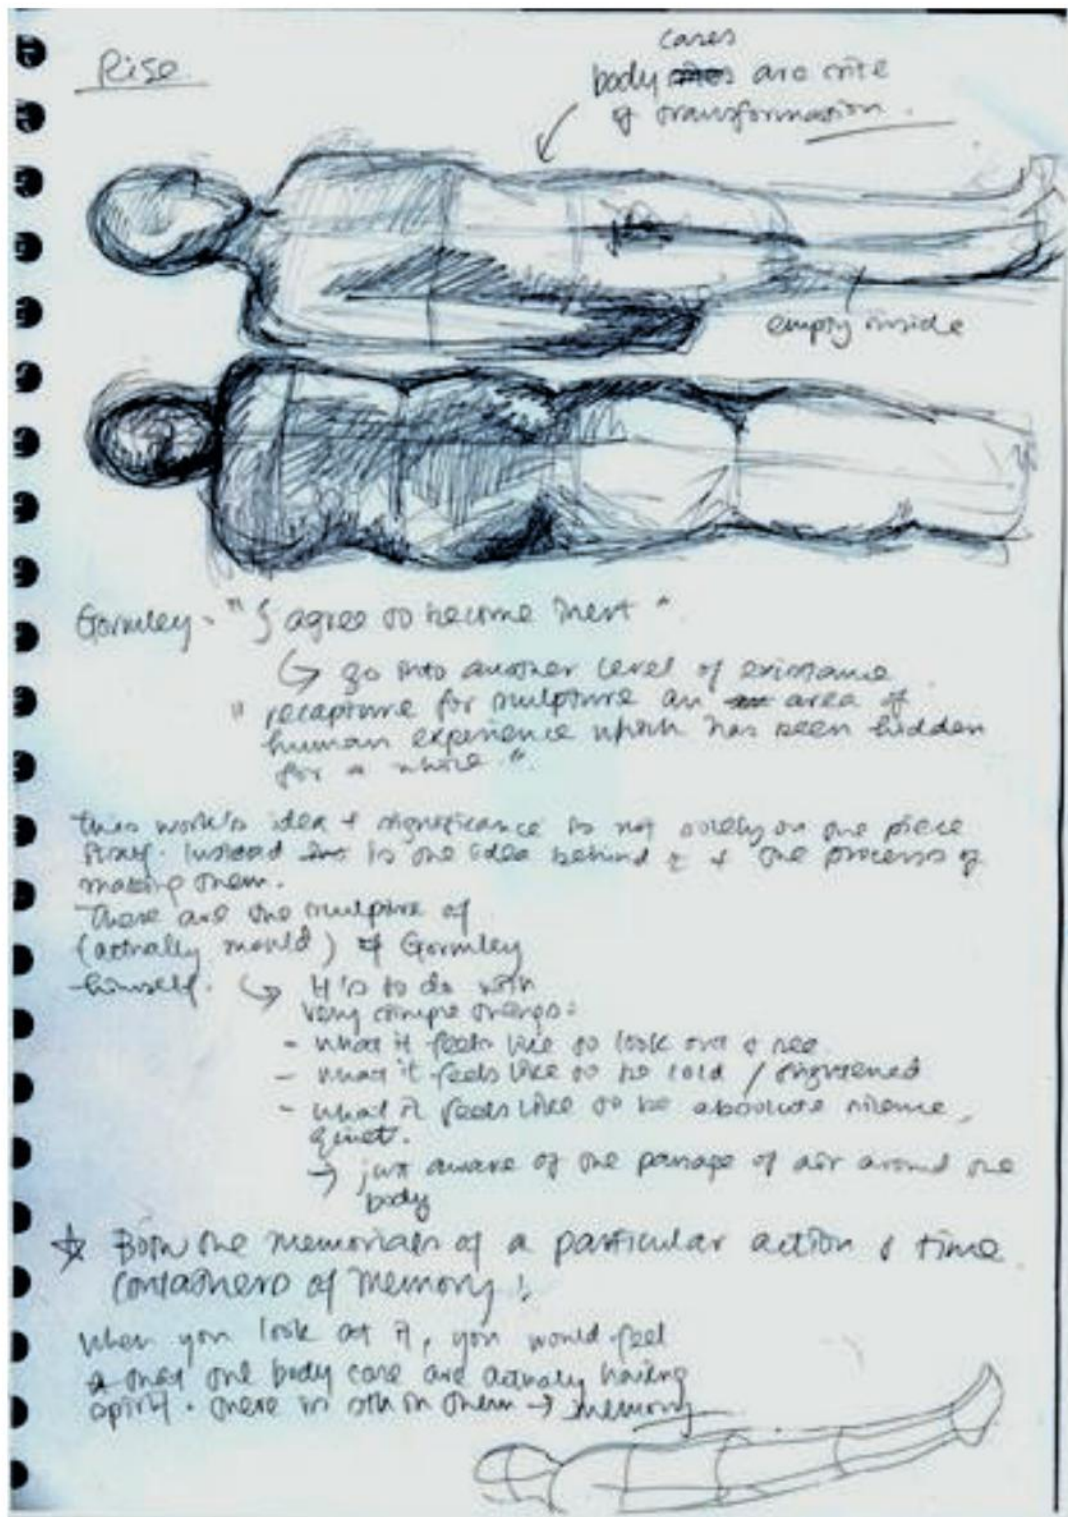 Rise
cases
body are rite
of transformation.
empty inside
Gormley - "I agree to become inert"
↳ go into another level of existance
"recapture for sculpture an area of
human experience which has been hidden
for a while".
This work's idea + significance is not solely on the piece
itself. Instead is the idea behind it + the process of
making them.
These are the sculpture of
(actually mould) of Gormley
himself. ↳ It's to do with
very simple things:
- what it feels like to look out & see
- what it feels like to be cold / frightened
- what it feels like to be absolute silence,
quiet.
→ just aware of the passage of air around the
body
☆ Both the memorials of a particular action & time
containers of memory!
When you look at it, you would feel
that the body case are actually having
spirit. there is sth in them → memory